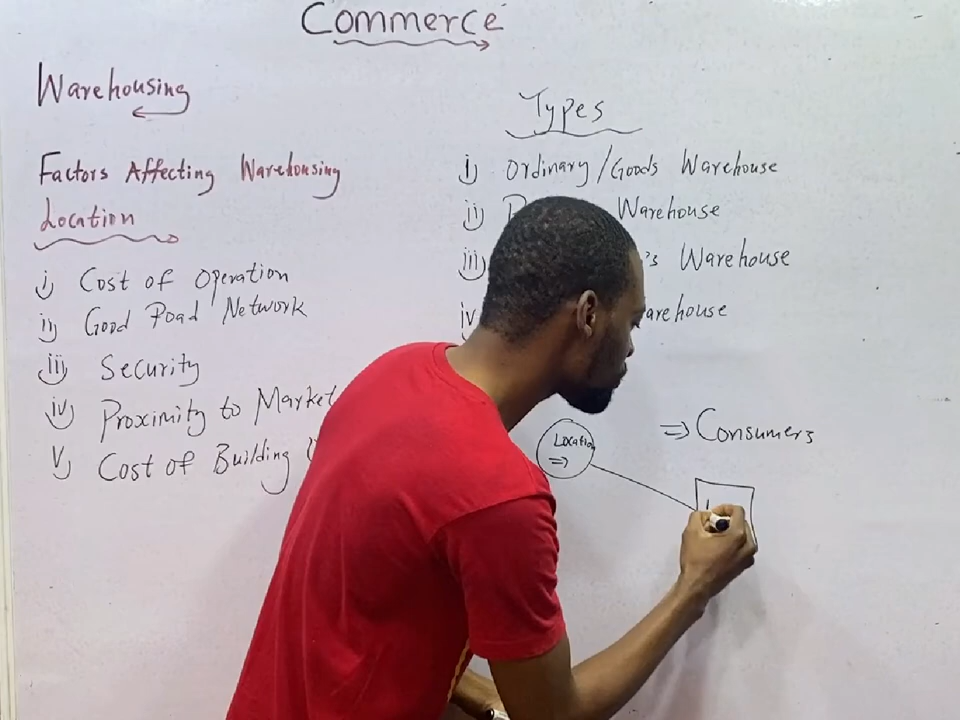 Commerce
Warehousing
Factors Affecting Warehousing
Location
i) Cost of Operation
ii) Good Road Network
iii) Security
iv) Proximity to Market
v) Cost of Building
Types
i) Ordinary/Goods Warehouse
ii) Warehouse
iii) 's Warehouse
iv arehouse
Location
⇒
⇒ Consumers